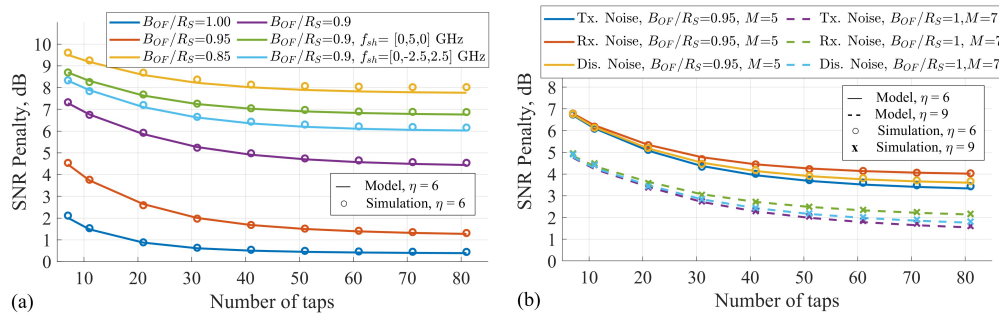 B_OF/R_S=1.00
B_OF/R_S=0.9
B_OF/R_S=0.95
B_OF/R_S=0.9, f_sh= [0,5,0] GHz
B_OF/R_S=0.85
B_OF/R_S=0.9, f_sh=[0,-2.5,2.5] GHz
SNR Penalty, dB
10
9
8
7
6
5
4
3
2
1
0
Model, η = 6
Simulation, η = 6
10 20 30 40 50 60 70 80
Number of taps
(a)
Tx. Noise, B_OF/R_S=0.95, M=5
Tx. Noise, B_OF/R_S=1,M=7
Rx. Noise, B_OF/R_S=0.95, M=5
Rx. Noise, B_OF/R_S=1, M=7
Dis. Noise, B_OF/R_S=0.95, M=5
Dis. Noise, B_OF/R_S=1,M=7
SNR Penalty, dB
8
7
6
5
4
3
2
1
0
Model, η = 6
Model, η = 9
Simulation, η = 6
x Simulation, η = 9
10 20 30 40 50 60 70 80
Number of taps
(b)